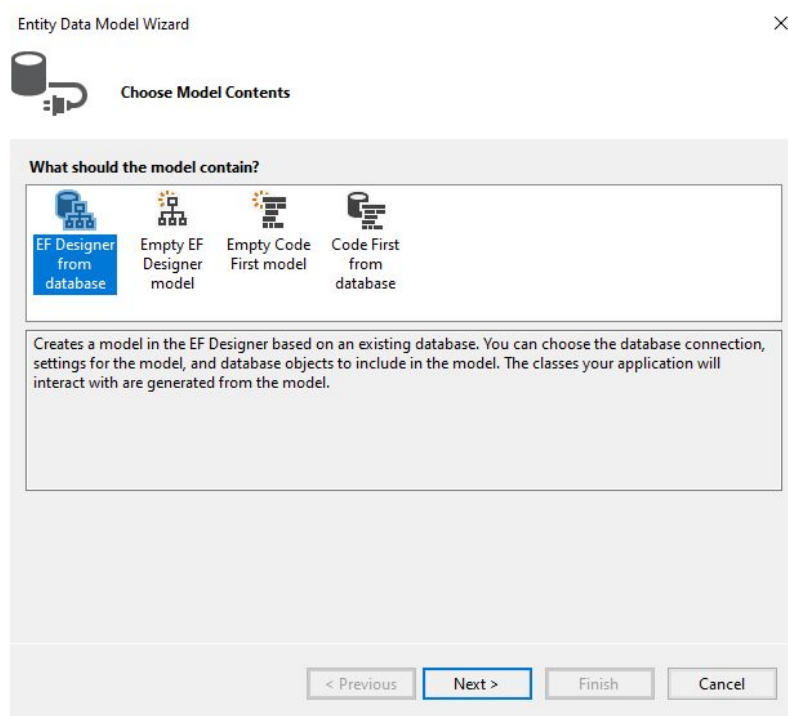 Entity Data Model Wizard
Choose Model Contents
What should the model contain?
EF Designer
from
database
Empty EF
Designer
model
Empty Code
First model
Code First
from
database
Creates a model in the EF Designer based on an existing database. You can choose the database connection,
settings for the model, and database objects to include in the model. The classes your application will
interact with are generated from the model.
< Previous
Next >
Finish
Cancel